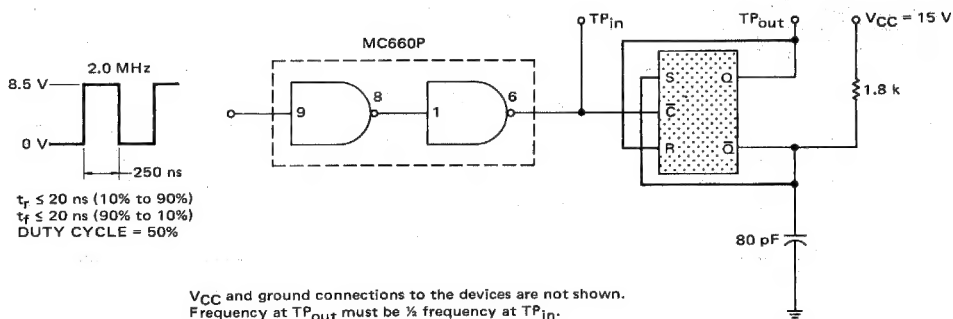 TPin
TPout
VCC = 15 V
MC660P
2.0 MHz
8.5 V
0 V
250 ns
9
8
1
6
S
Q
C̅
R
Q̅
1.8 k
80 pF
tr ≤ 20 ns (10% to 90%)
tf ≤ 20 ns (90% to 10%)
DUTY CYCLE = 50%
VCC and ground connections to the devices are not shown.
Frequency at TPout must be ½ frequency at TPin.